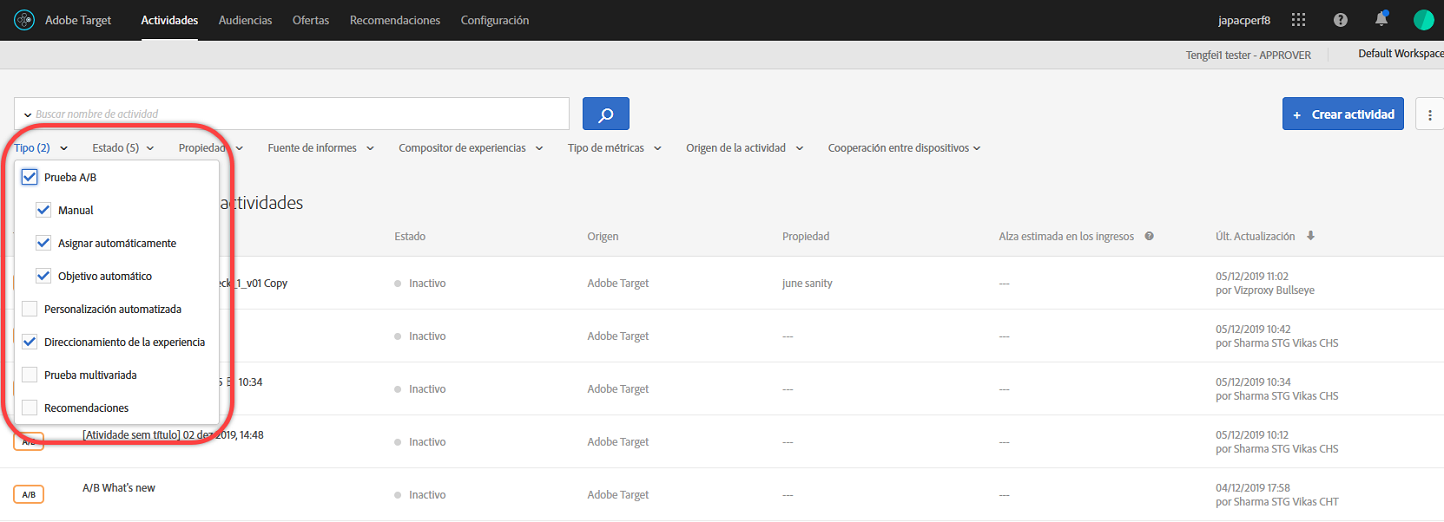 Adobe Target Actividades Audiencias Ofertas Recomendaciones Configuración japacperf8
Tengfei1 tester - APPROVER Default Workspace
Buscar nombre de actividad
+ Crear actividad
Tipo (2) Estado (5) Propiedad Fuente de informes Compositor de experiencias Tipo de métricas Origen de la actividad Cooperación entre dispositivos
Prueba A/B
Manual
Asignar automáticamente
Objetivo automático
Personalización automatizada
Direccionamiento de la experiencia
Prueba multivariada
Recomendaciones
actividades
Estado Origen Propiedad Alza estimada en los ingresos Últ. Actualización
_1_v01 Copy Inactivo Adobe Target june sanity --- 05/12/2019 11:02
por Vizproxy Bullseye
Inactivo Adobe Target --- --- 05/12/2019 10:42
por Sharma STG Vikas CHS
10:34 Inactivo Adobe Target --- --- 05/12/2019 10:34
por Sharma STG Vikas CHS
A/B [Atividade sem título] 02 dez 2019, 14:48 Inactivo Adobe Target --- --- 05/12/2019 10:12
por Sharma STG Vikas CHS
A/B A/B What's new Inactivo Adobe Target --- --- 04/12/2019 17:58
por Sharma STG Vikas CHT